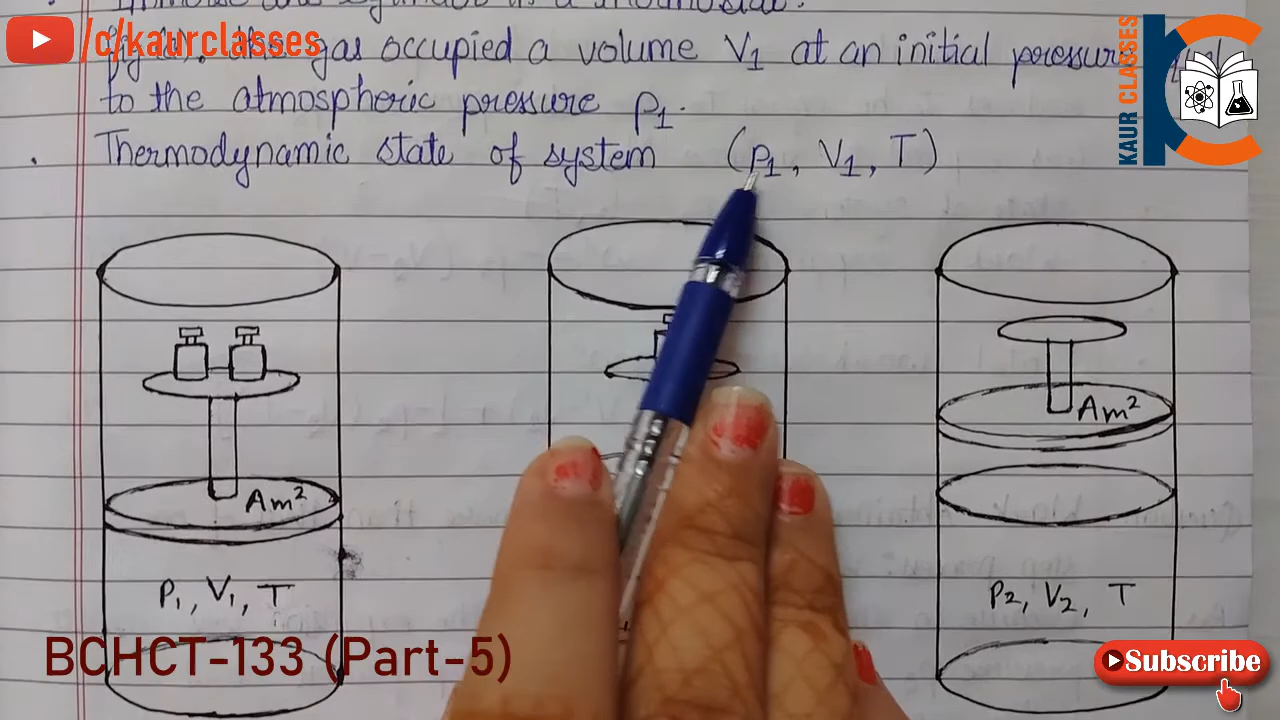 /c/kaurclasses
KAUR CLASSES
gas occupied a volume V1 at an initial pressure
to the atmospheric pressure P1.
. Thermodynamic state of system (P1, V1, T)
Am²
Am²
P1, V1, T
P2, V2, T
BCHCT-133 (Part-5)
Subscribe